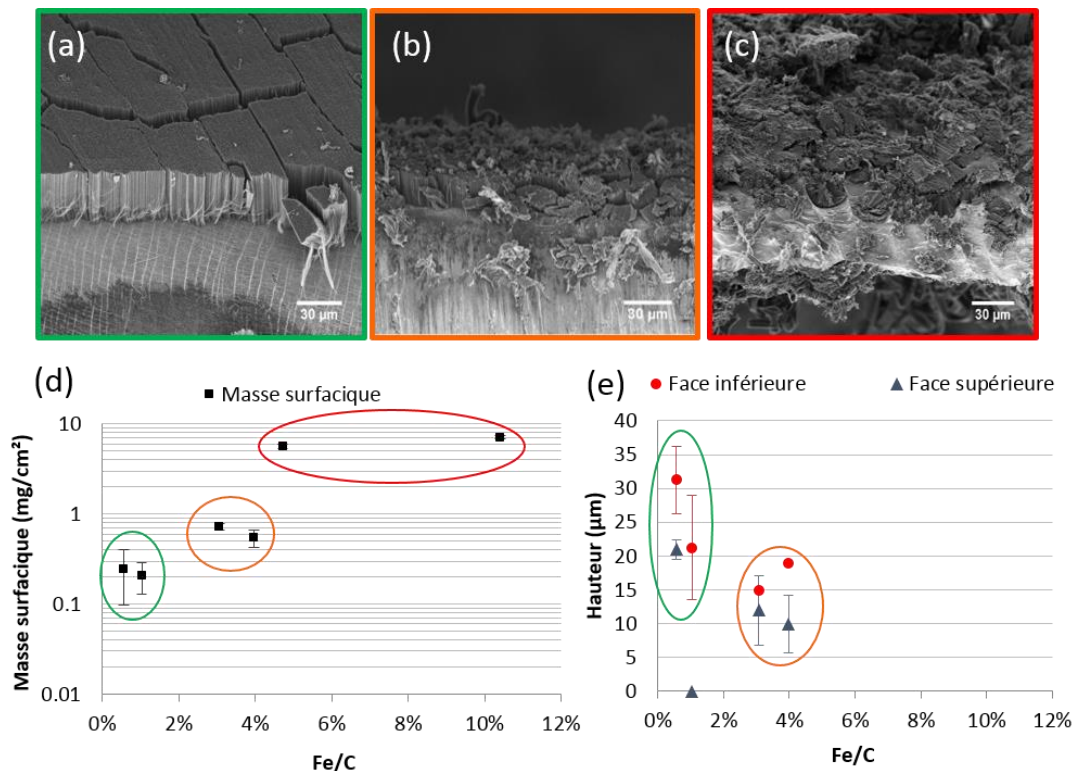 (a)
(b)
(c)
30 µm
30 µm
30 µm
(d)
Masse surfacique
Masse surfacique (mg/cm²)
10
1
0.1
0.01
0% 2% 4% 6% 8% 10% 12%
Fe/C
(e)
Face inférieure
Face supérieure
Hauteur (µm)
40
35
30
25
20
15
10
5
0
0% 2% 4% 6% 8% 10% 12%
Fe/C